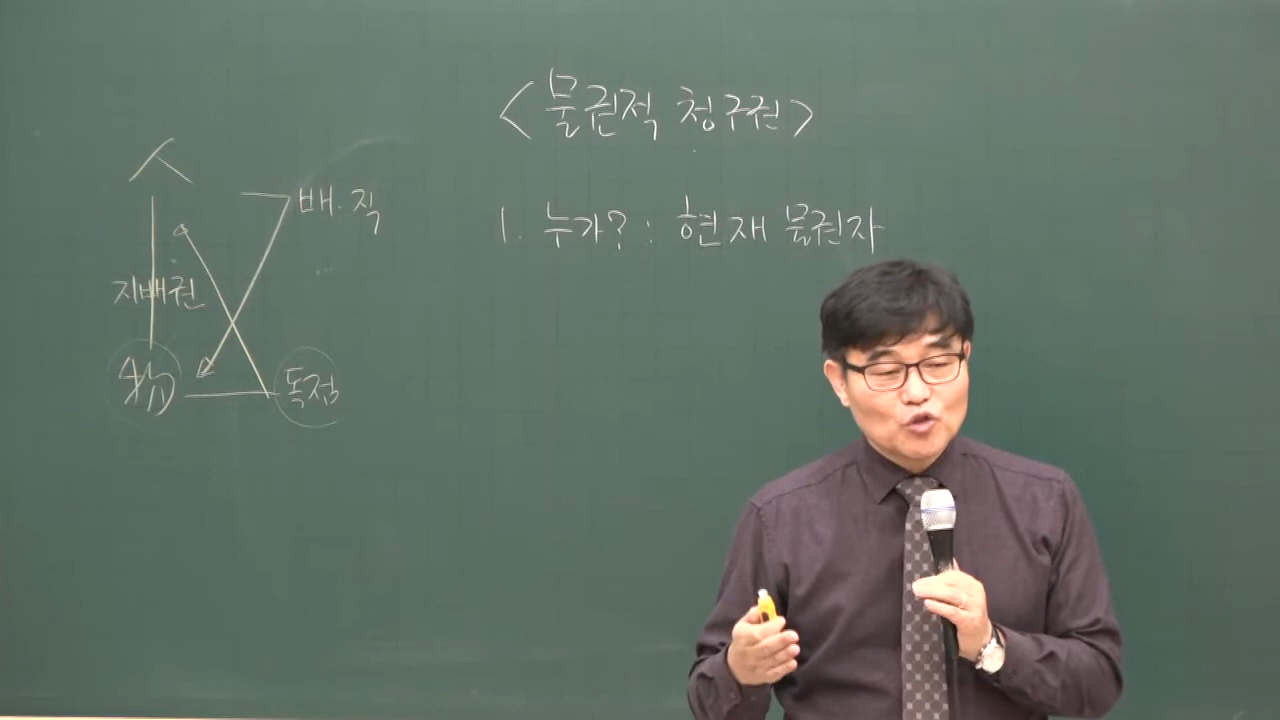 <물권적 청구권>
1. 누가? : 현재 물권자
人
배. 직
지배권
物
독점